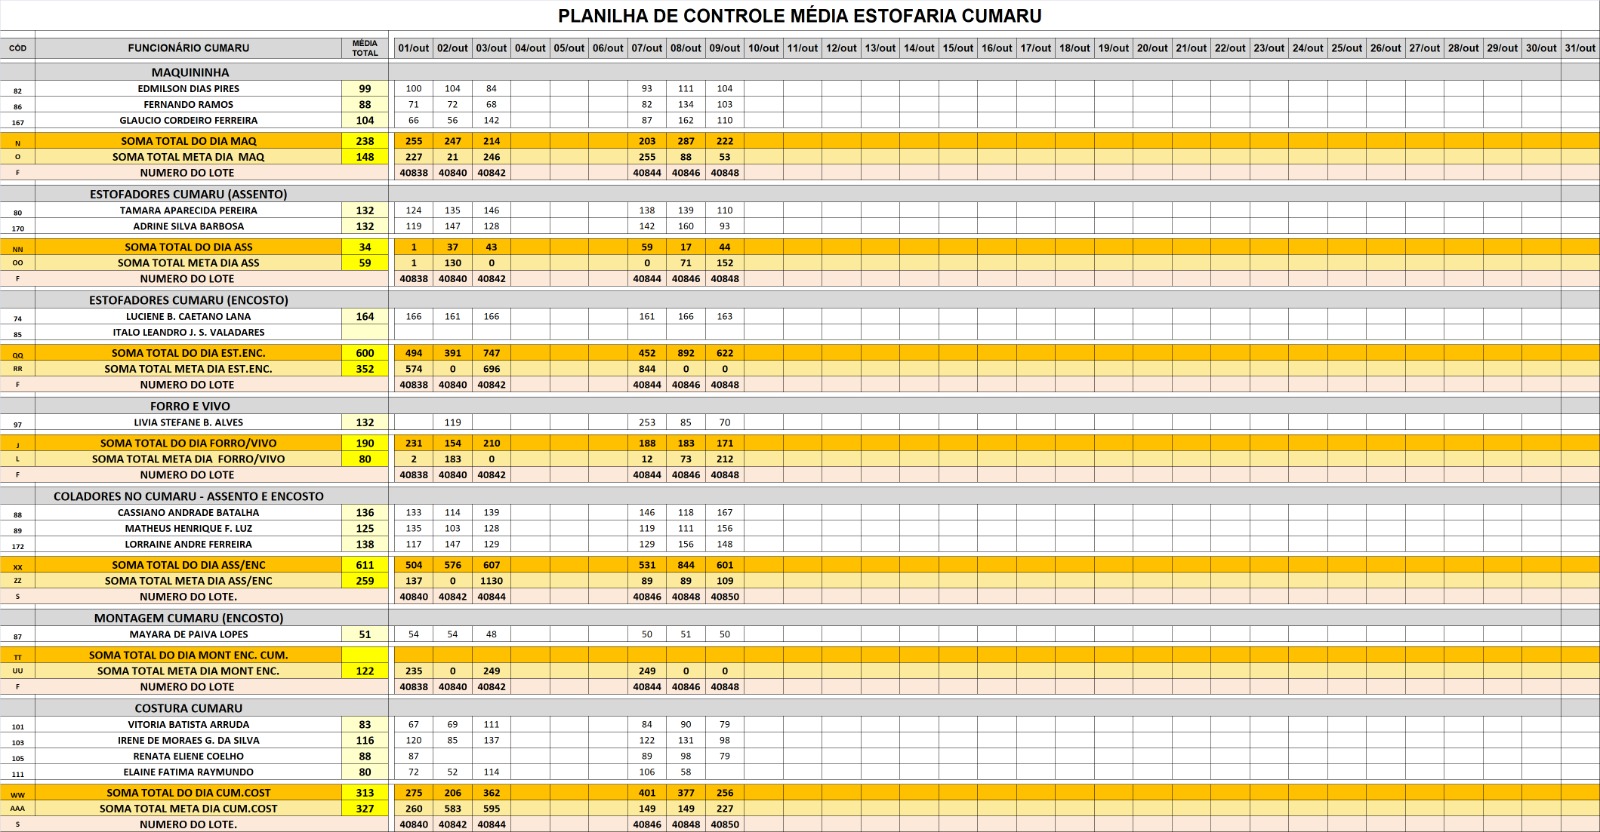 PLANILHA DE CONTROLE MÉDIA ESTOFARIA CUMARU
CÓD FUNCIONÁRIO CUMARU MÉDIA TOTAL 01/out 02/out 03/out 04/out 05/out 06/out 07/out 08/out 09/out 10/out 11/out 12/out 13/out 14/out 15/out 16/out 17/out 18/out 19/out 20/out 21/out 22/out 23/out 24/out 25/out 26/out 27/out 28/out 29/out 30/out 31/out
MAQUININHA
82 EDMILSON DIAS PIRES 99 100 104 84 93 111 104
86 FERNANDO RAMOS 88 71 72 68 82 134 103
167 GLAUCIO CORDEIRO FERREIRA 104 66 56 142 87 162 110
N SOMA TOTAL DO DIA MAQ 238 255 247 214 203 287 222
O SOMA TOTAL META DIA MAQ 148 227 21 246 255 88 53
F NUMERO DO LOTE 40838 40840 40842 40844 40846 40848
ESTOFADORES CUMARU (ASSENTO)
80 TAMARA APARECIDA PEREIRA 132 124 135 146 138 139 110
170 ADRINE SILVA BARBOSA 132 119 147 128 142 160 93
NN SOMA TOTAL DO DIA ASS 34 1 37 43 59 17 44
OO SOMA TOTAL META DIA ASS 59 1 130 0 0 71 152
F NUMERO DO LOTE 40838 40840 40842 40844 40846 40848
ESTOFADORES CUMARU (ENCOSTO)
74 LUCIENE B. CAETANO LANA 164 166 161 166 161 166 163
85 ITALO LEANDRO J. S. VALADARES
QQ SOMA TOTAL DO DIA EST.ENC. 600 494 391 747 452 892 622
RR SOMA TOTAL META DIA EST.ENC. 352 574 0 696 844 0 0
F NUMERO DO LOTE 40838 40840 40842 40844 40846 40848
FORRO E VIVO
97 LIVIA STEFANE B. ALVES 132 119 253 85 70
J SOMA TOTAL DO DIA FORRO/VIVO 190 231 154 210 188 183 171
L SOMA TOTAL META DIA FORRO/VIVO 80 2 183 0 12 73 212
F NUMERO DO LOTE 40838 40840 40842 40844 40846 40848
COLADORES NO CUMARU - ASSENTO E ENCOSTO
88 CASSIANO ANDRADE BATALHA 136 133 114 139 146 118 167
89 MATHEUS HENRIQUE F. LUZ 125 135 103 128 119 111 156
172 LORRAINE ANDRE FERREIRA 138 117 147 129 129 156 148
XX SOMA TOTAL DO DIA ASS/ENC 611 504 576 607 531 844 601
ZZ SOMA TOTAL META DIA ASS/ENC 259 137 0 1130 89 89 109
S NUMERO DO LOTE. 40840 40842 40844 40846 40848 40850
MONTAGEM CUMARU (ENCOSTO)
87 MAYARA DE PAIVA LOPES 51 54 54 48 50 51 50
TT SOMA TOTAL DO DIA MONT ENC. CUM.
UU SOMA TOTAL META DIA MONT ENC. 122 235 0 249 249 0 0
F NUMERO DO LOTE 40838 40840 40842 40844 40846 40848
COSTURA CUMARU
101 VITORIA BATISTA ARRUDA 83 67 69 111 84 90 79
103 IRENE DE MORAES G. DA SILVA 116 120 85 137 122 131 98
105 RENATA ELIENE COELHO 88 87 89 98 79
111 ELAINE FATIMA RAYMUNDO 80 72 52 114 106 58
WW SOMA TOTAL DO DIA CUM.COST 313 275 206 362 401 377 256
AAA SOMA TOTAL META DIA CUM.COST 327 260 583 595 149 149 227
S NUMERO DO LOTE. 40840 40842 40844 40846 40848 40850